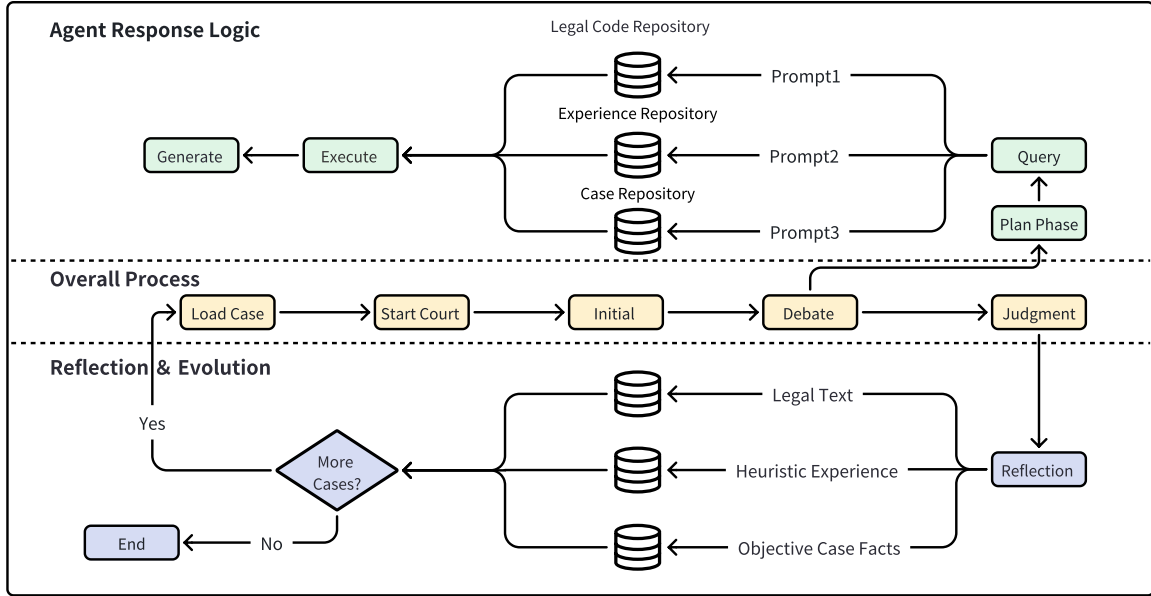 Agent Response Logic
Legal Code Repository
Prompt1
Experience Repository
Generate
Execute
Prompt2
Query
Case Repository
Plan Phase
Prompt3
Overall Process
Load Case
Start Court
Initial
Debate
Judgment
Reflection & Evolution
Legal Text
Yes
More
Cases?
Heuristic Experience
Reflection
End
No
Objective Case Facts